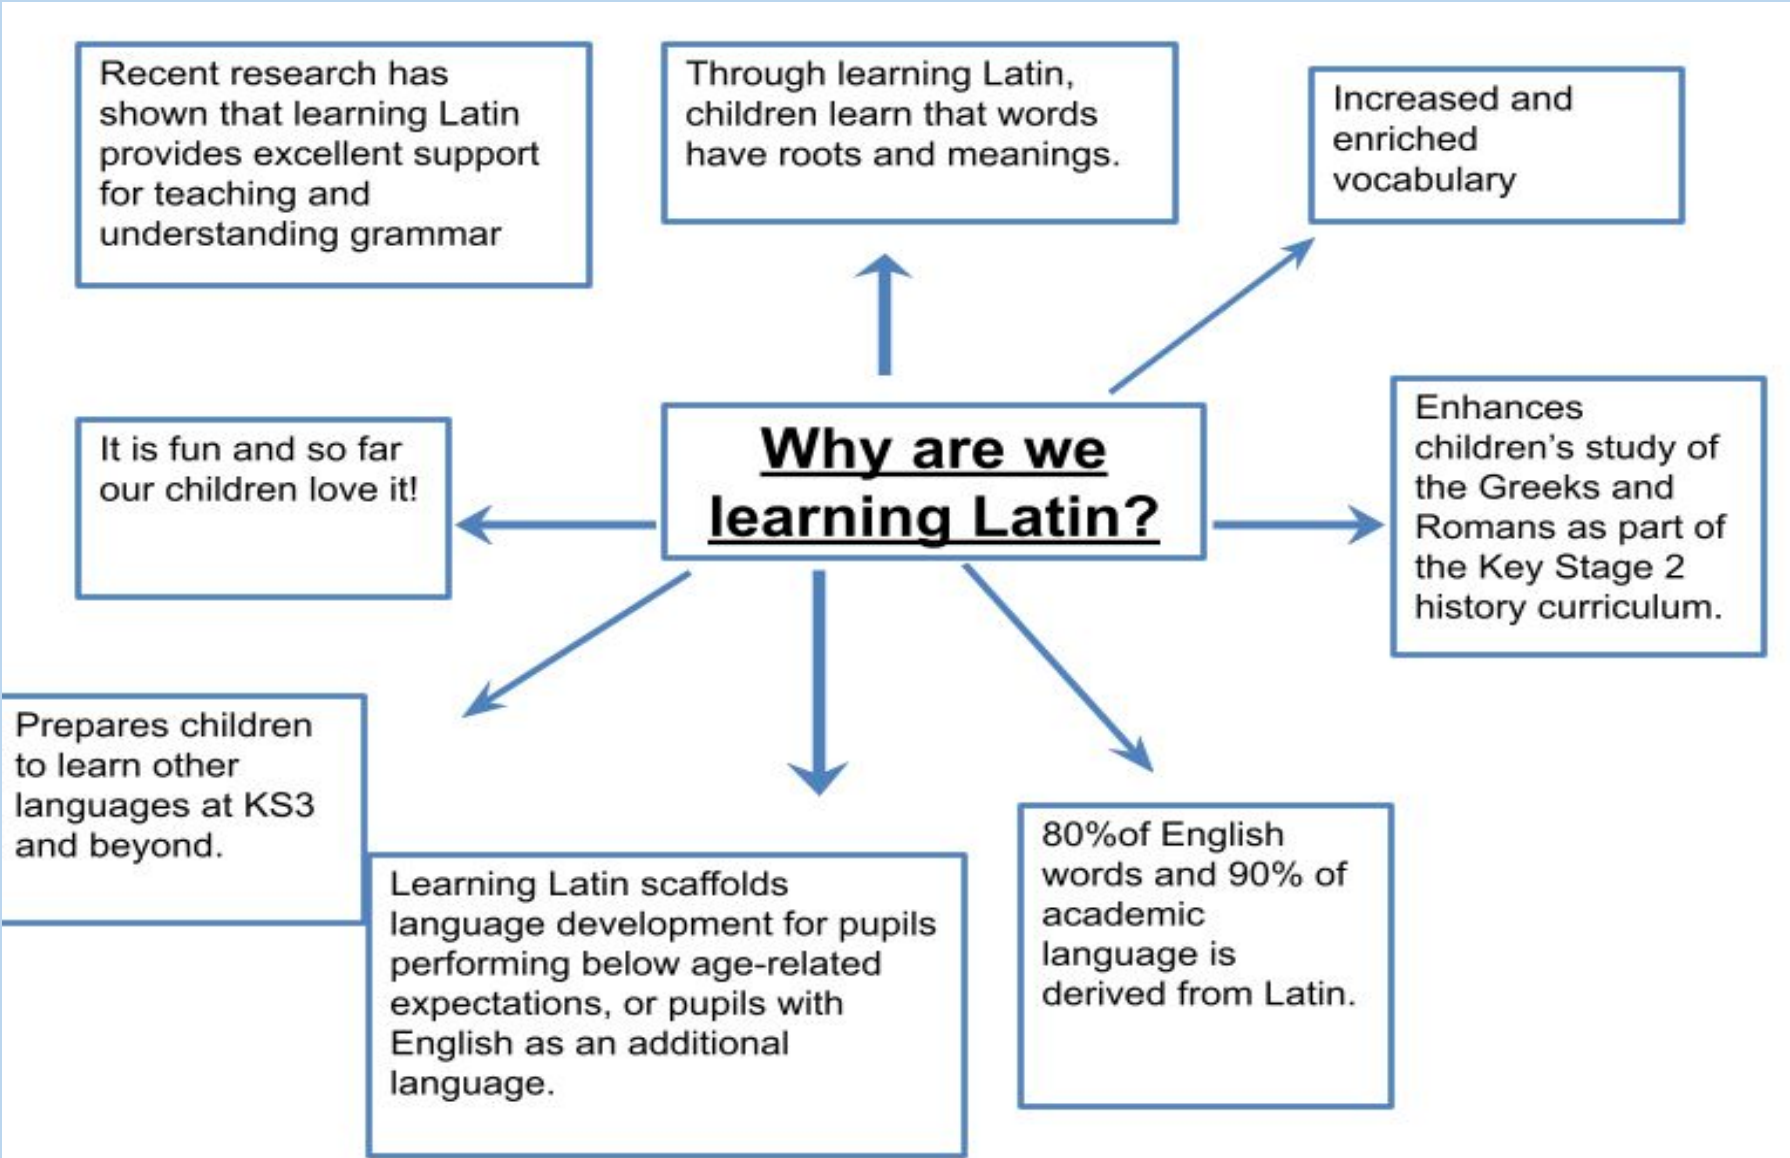 Recent research has
shown that learning Latin
provides excellent support
for teaching and
understanding grammar
Through learning Latin,
children learn that words
have roots and meanings.
Increased and
enriched
vocabulary
It is fun and so far
our children love it!
Why are we
learning Latin?
Enhances
children’s study of
the Greeks and
Romans as part of
the Key Stage 2
history curriculum.
Prepares children
to learn other
languages at KS3
and beyond.
Learning Latin scaffolds
language development for pupils
performing below age-related
expectations, or pupils with
English as an additional
language.
80%of English
words and 90% of
academic
language is
derived from Latin.